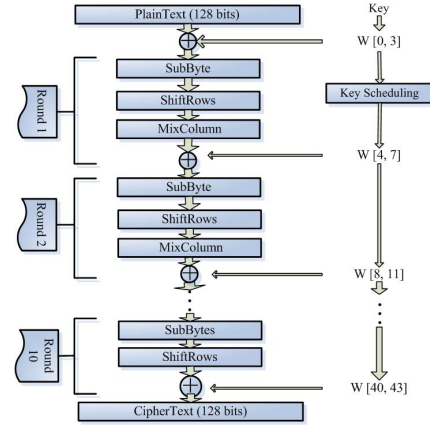 PlainText (128 bits)
Key
W [0, 3]
SubByte
Key Scheduling
Round 1
ShiftRows
MixColumn
W [4, 7]
SubByte
Round 2
ShiftRows
MixColumn
W [8, 11]
SubBytes
Round
10
ShiftRows
W [40, 43]
CipherText (128 bits)